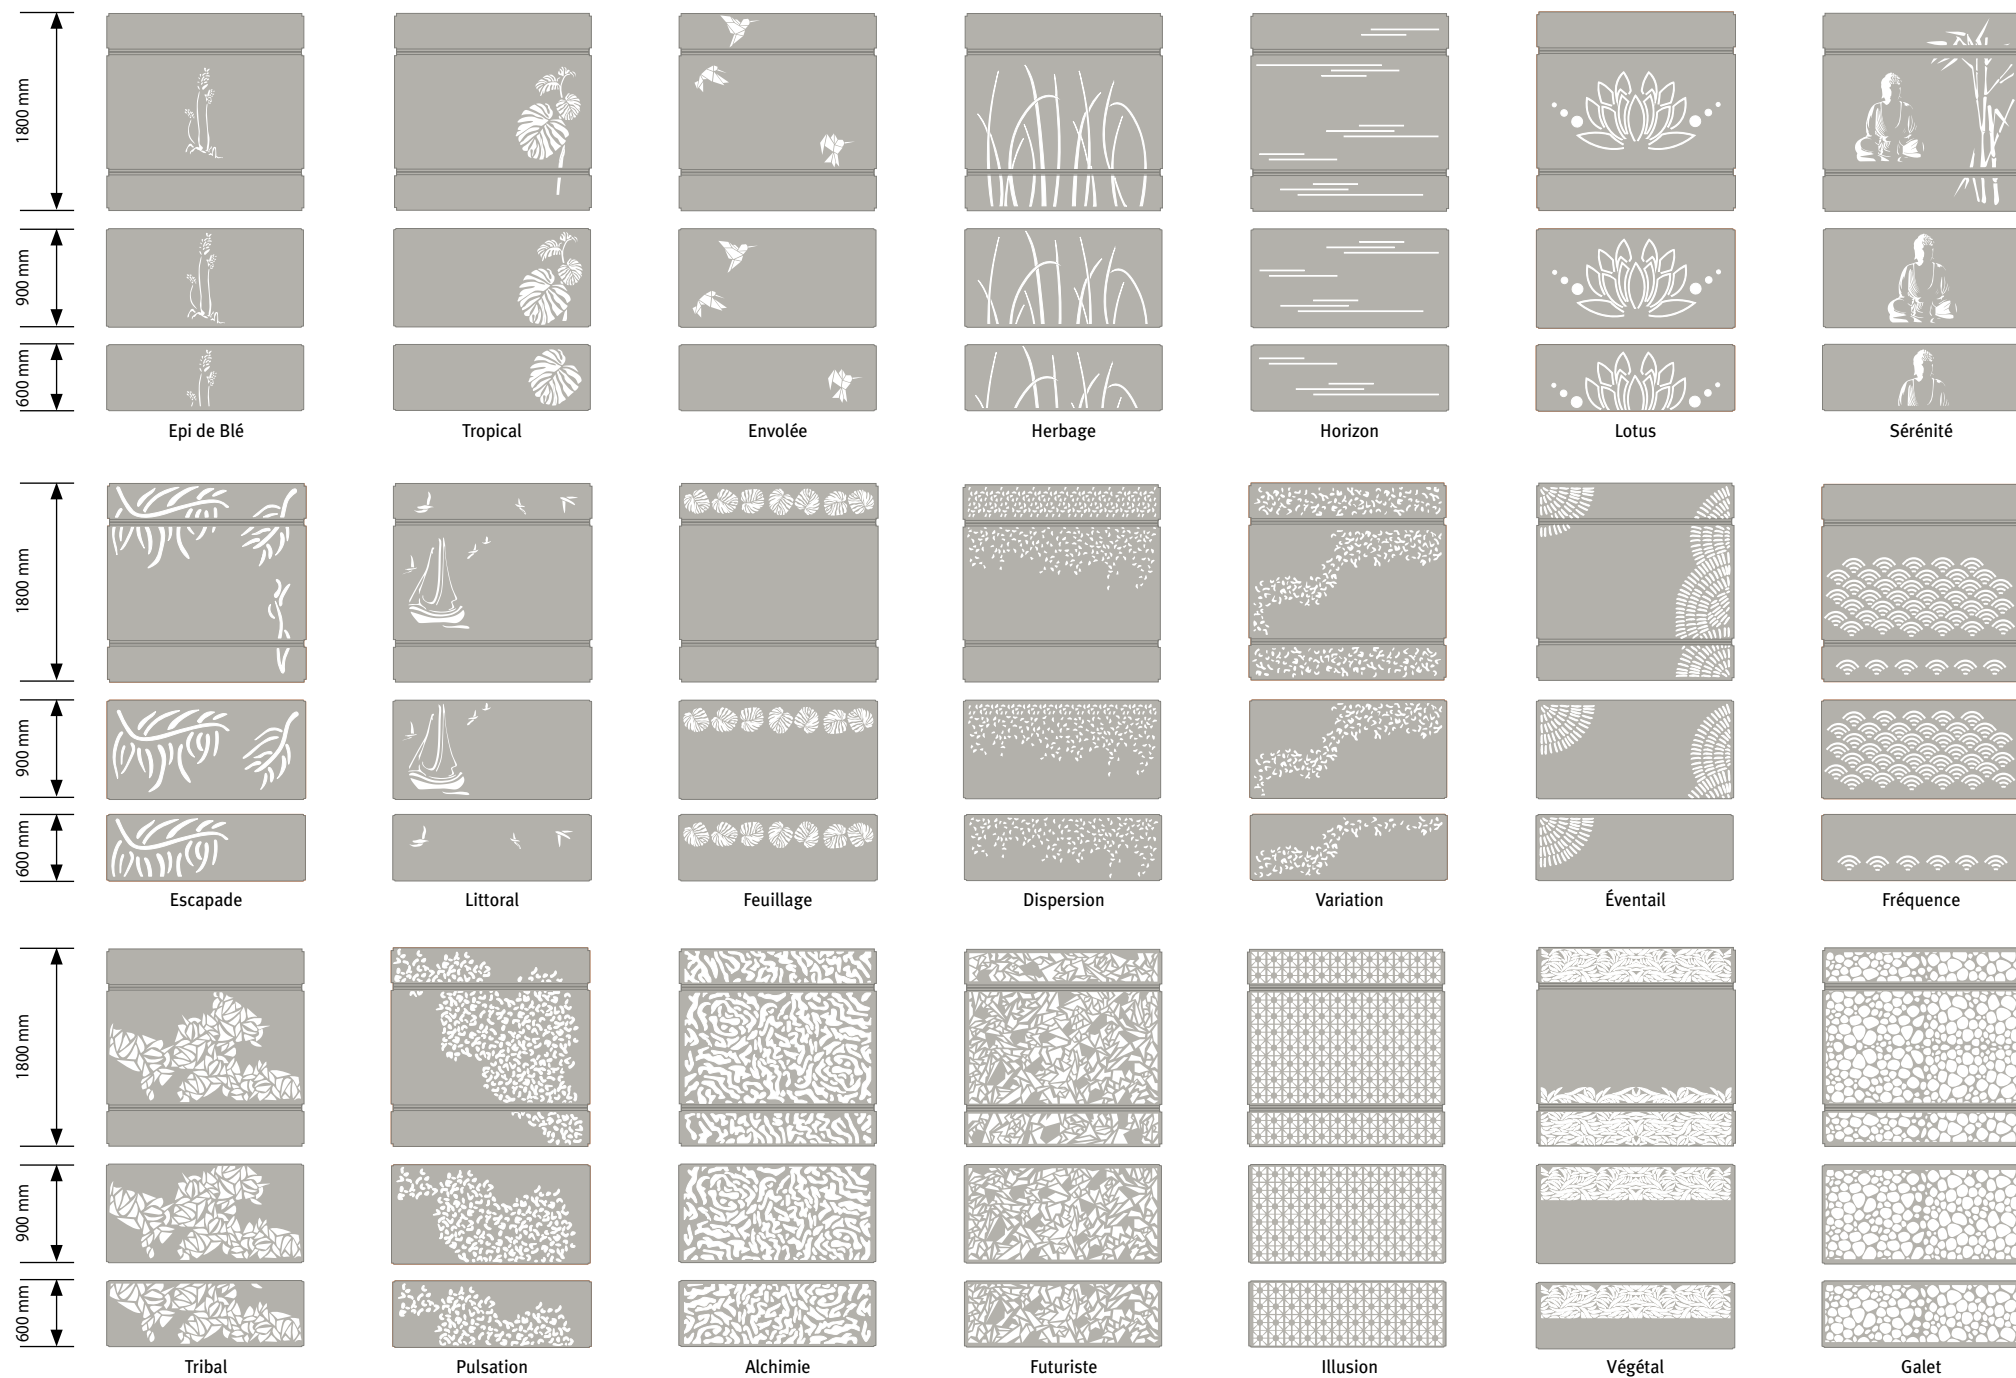 1800 mm
900 mm
600 mm
Epi de Blé
Tropical
Envolée
Herbage
Horizon
Lotus
Sérénité
1800 mm
900 mm
600 mm
Escapade
Littoral
Feuillage
Dispersion
Variation
Éventail
Fréquence
1800 mm
900 mm
600 mm
Tribal
Pulsation
Alchimie
Futuriste
Illusion
Végétal
Galet